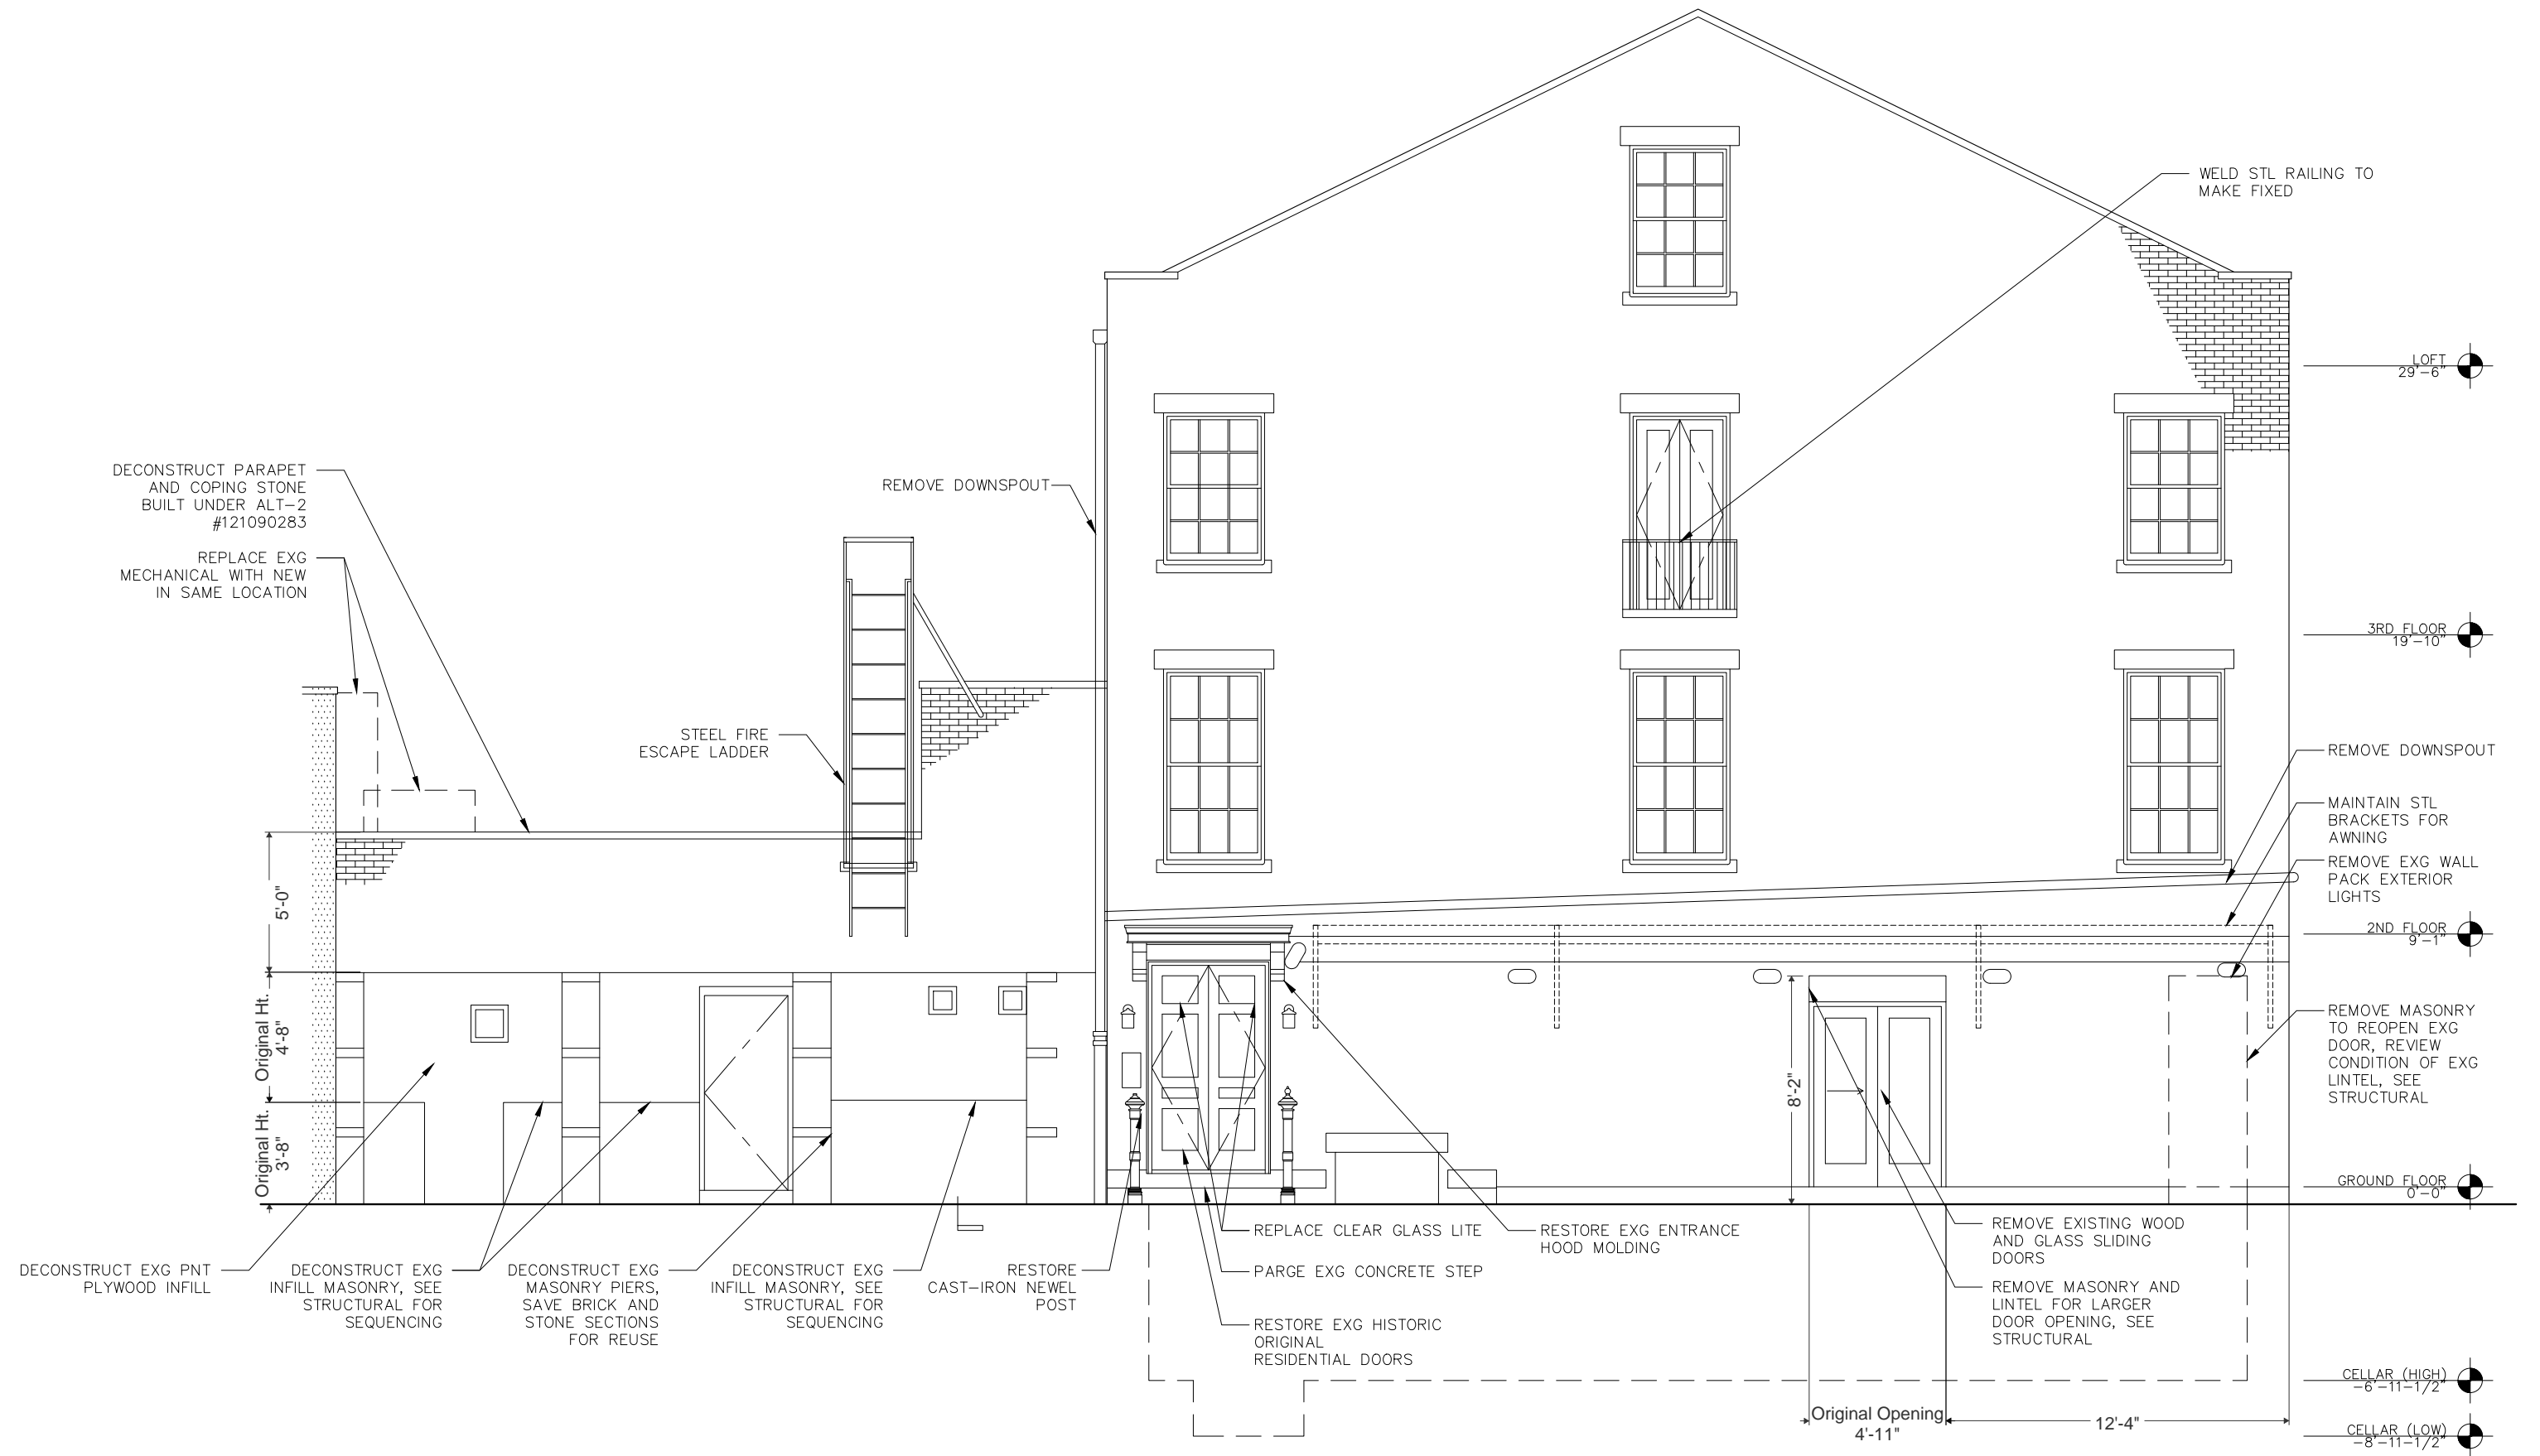 WELD STL RAILING TO
MAKE FIXED
LOFT
29'-6"
DECONSTRUCT PARAPET
AND COPING STONE
BUILT UNDER ALT-2
#121090283
REMOVE DOWNSPOUT
REPLACE EXG
MECHANICAL WITH NEW
IN SAME LOCATION
3RD FLOOR
19'-10"
STEEL FIRE
ESCAPE LADDER
REMOVE DOWNSPOUT
MAINTAIN STL
BRACKETS FOR
AWNING
REMOVE EXG WALL
PACK EXTERIOR
LIGHTS
5'-0"
2ND FLOOR
9'-1"
Original Ht.
4'-8"
Original Ht.
3'-8"
8'-2"
REMOVE MASONRY
TO REOPEN EXG
DOOR, REVIEW
CONDITION OF EXG
LINTEL, SEE
STRUCTURAL
GROUND FLOOR
0'-0"
DECONSTRUCT EXG PNT
PLYWOOD INFILL
DECONSTRUCT EXG
INFILL MASONRY, SEE
STRUCTURAL FOR
SEQUENCING
DECONSTRUCT EXG
MASONRY PIERS,
SAVE BRICK AND
STONE SECTIONS
FOR REUSE
DECONSTRUCT EXG
INFILL MASONRY, SEE
STRUCTURAL FOR
SEQUENCING
RESTORE
CAST-IRON NEWEL
POST
REPLACE CLEAR GLASS LITE
PARGE EXG CONCRETE STEP
RESTORE EXG HISTORIC
ORIGINAL
RESIDENTIAL DOORS
RESTORE EXG ENTRANCE
HOOD MOLDING
REMOVE EXISTING WOOD
AND GLASS SLIDING
DOORS
REMOVE MASONRY AND
LINTEL FOR LARGER
DOOR OPENING, SEE
STRUCTURAL
CELLAR (HIGH)
-6'-11-1/2"
Original Opening
4'-11"
12'-4"
CELLAR (LOW)
-8'-11-1/2"